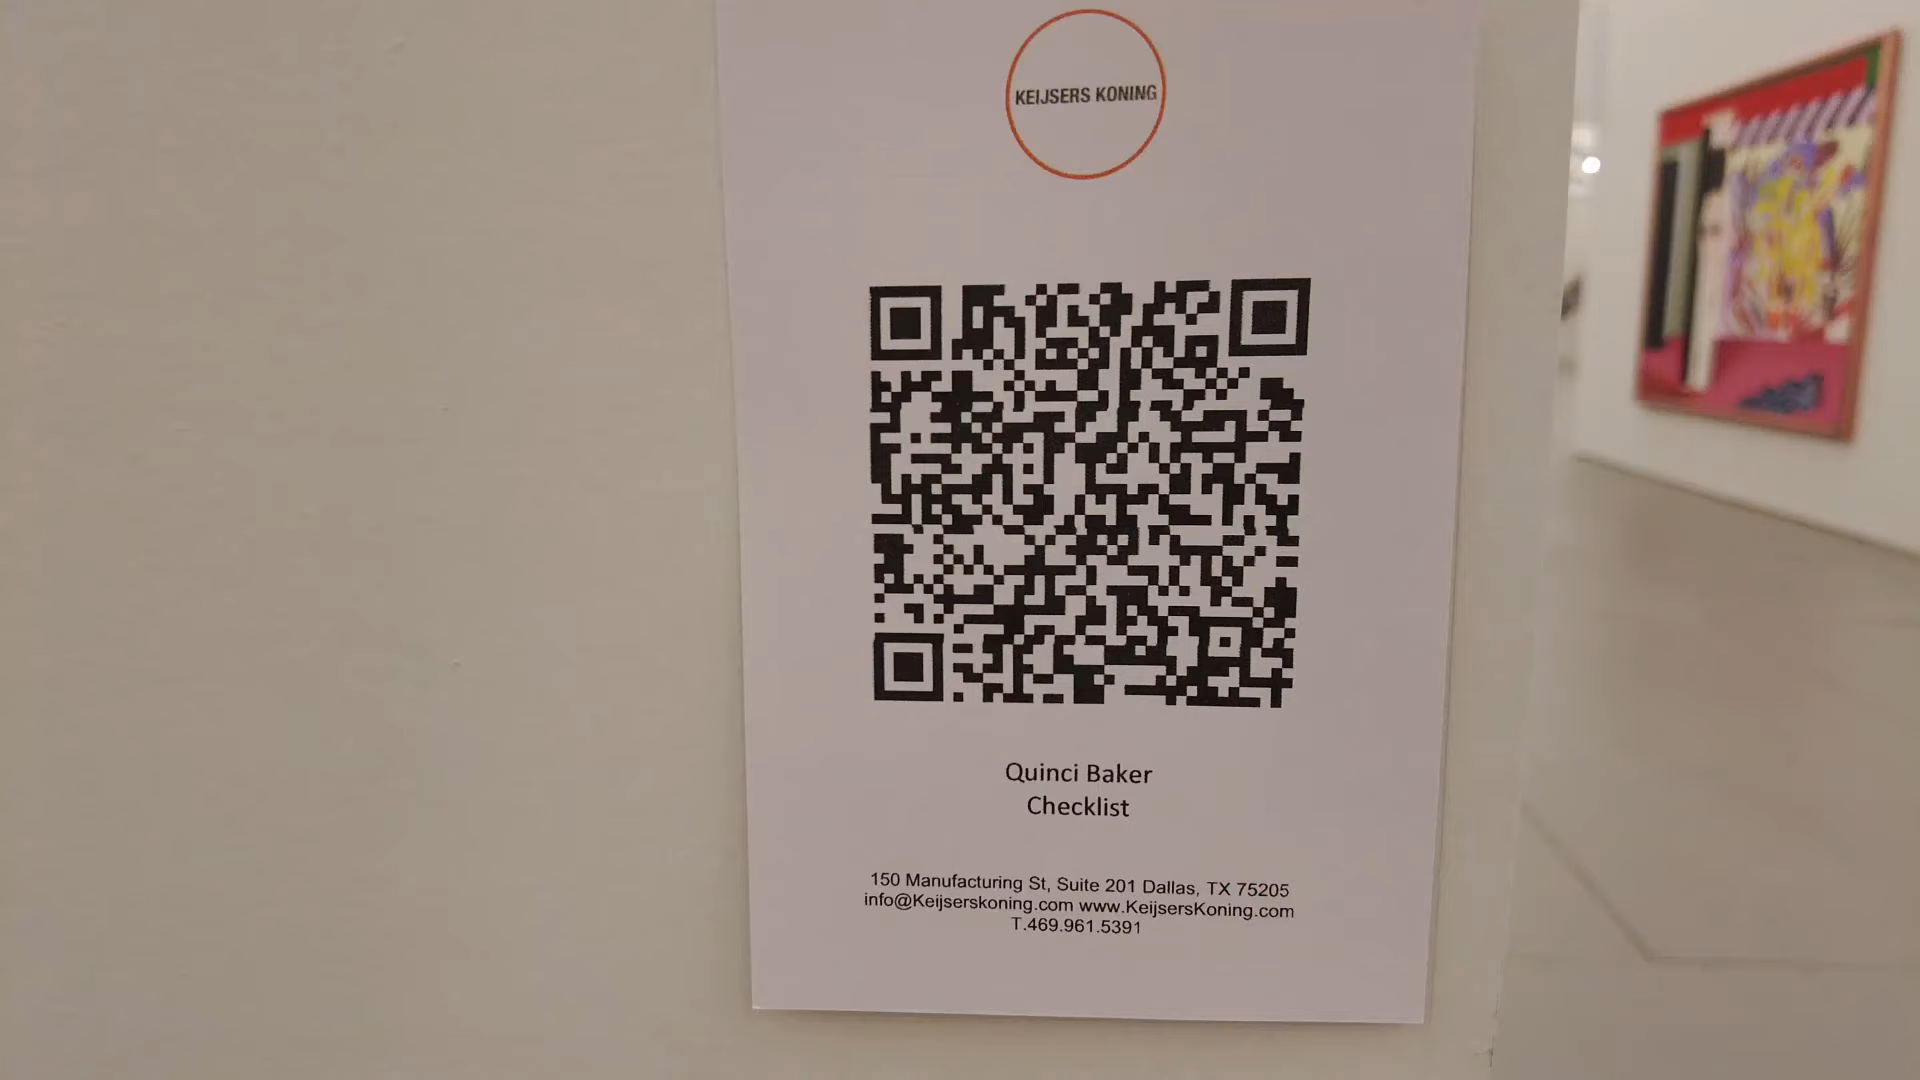 KEIJSERS KONING
Quinci Baker
Checklist
150 Manufacturing St, Suite 201 Dallas, TX 75205
info@Keijserskoning.com www.KeijsersKoning.com
T.469.961.5391